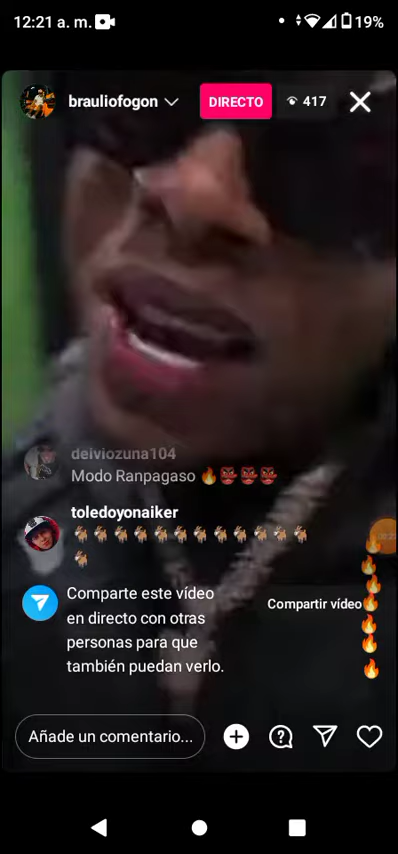 12:21 a. m.
19%
brauliofogon
DIRECTO
417
delviozuna104
Modo Ranpagaso 🔥👺👺👺
toledoyonaiker
🐐🐐🐐🐐🐐🐐🐐🐐🐐🐐🐐🐐
🐐
Comparte este vídeo
en directo con otras
personas para que
también puedan verlo.
Compartir vídeo
Añade un comentario...